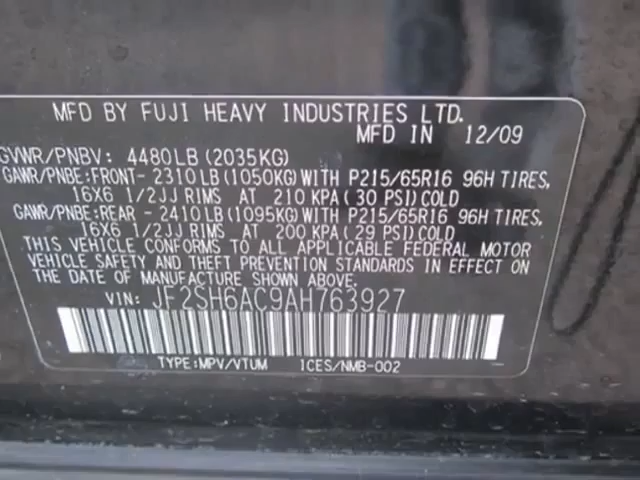 MFD BY FUJI HEAVY INDUSTRIES LTD.
MFD IN 12/09
GVWR/PNBV: 4480LB (2035KG)
GAWR/PNBE:FRONT- 2310LB (1050KG) WITH P215/65R16 96H TIRES,
16X6 1/2JJ RIMS AT 210 KPA (30 PSI) COLD
GAWR/PNBE:REAR - 2410LB (1095KG) WITH P215/65R16 96H TIRES,
16X6 1/2JJ RIMS AT 200 KPA (29 PSI) COLD
THIS VEHICLE CONFORMS TO ALL APPLICABLE FEDERAL MOTOR
VEHICLE SAFETY AND THEFT PREVENTION STANDARDS IN EFFECT ON
THE DATE OF MANUFACTURE SHOWN ABOVE.
VIN: JF2SH6AC9AH763927
TYPE:MPV/VTUM ICES/NMB-002